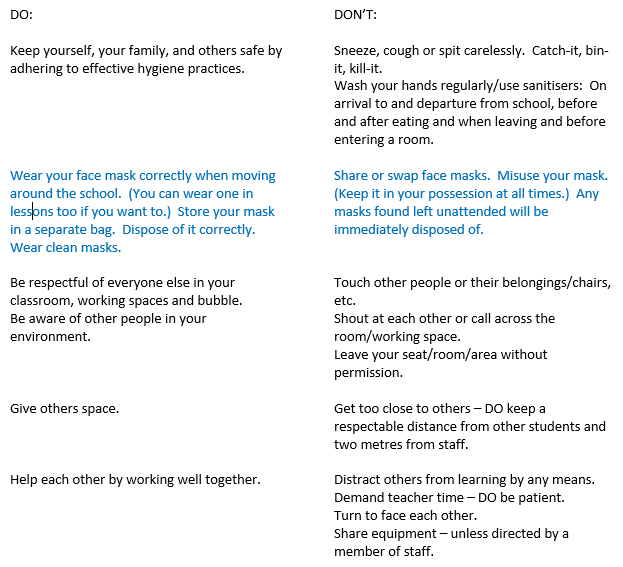 DO:
DON'T:
Keep yourself, your family, and others safe by
adhering to effective hygiene practices.
Sneeze, cough or spit carelessly.  Catch-it, bin-
it, kill-it.
Wash your hands regularly/use sanitisers:  On
arrival to and departure from school, before
and after eating and when leaving and before
entering a room.
Wear your face mask correctly when moving
around the school.  (You can wear one in
lessons too if you want to.)  Store your mask
in a separate bag.  Dispose of it correctly.
Wear clean masks.
Share or swap face masks.  Misuse your mask.
(Keep it in your possession at all times.)  Any
masks found left unattended will be
immediately disposed of.
Be respectful of everyone else in your
classroom, working spaces and bubble.
Be aware of other people in your
environment.
Touch other people or their belongings/chairs,
etc.
Shout at each other or call across the
room/working space.
Leave your seat/room/area without
permission.
Give others space.
Get too close to others – DO keep a
respectable distance from other students and
two metres from staff.
Help each other by working well together.
Distract others from learning by any means.
Demand teacher time – DO be patient.
Turn to face each other.
Share equipment – unless directed by a
member of staff.